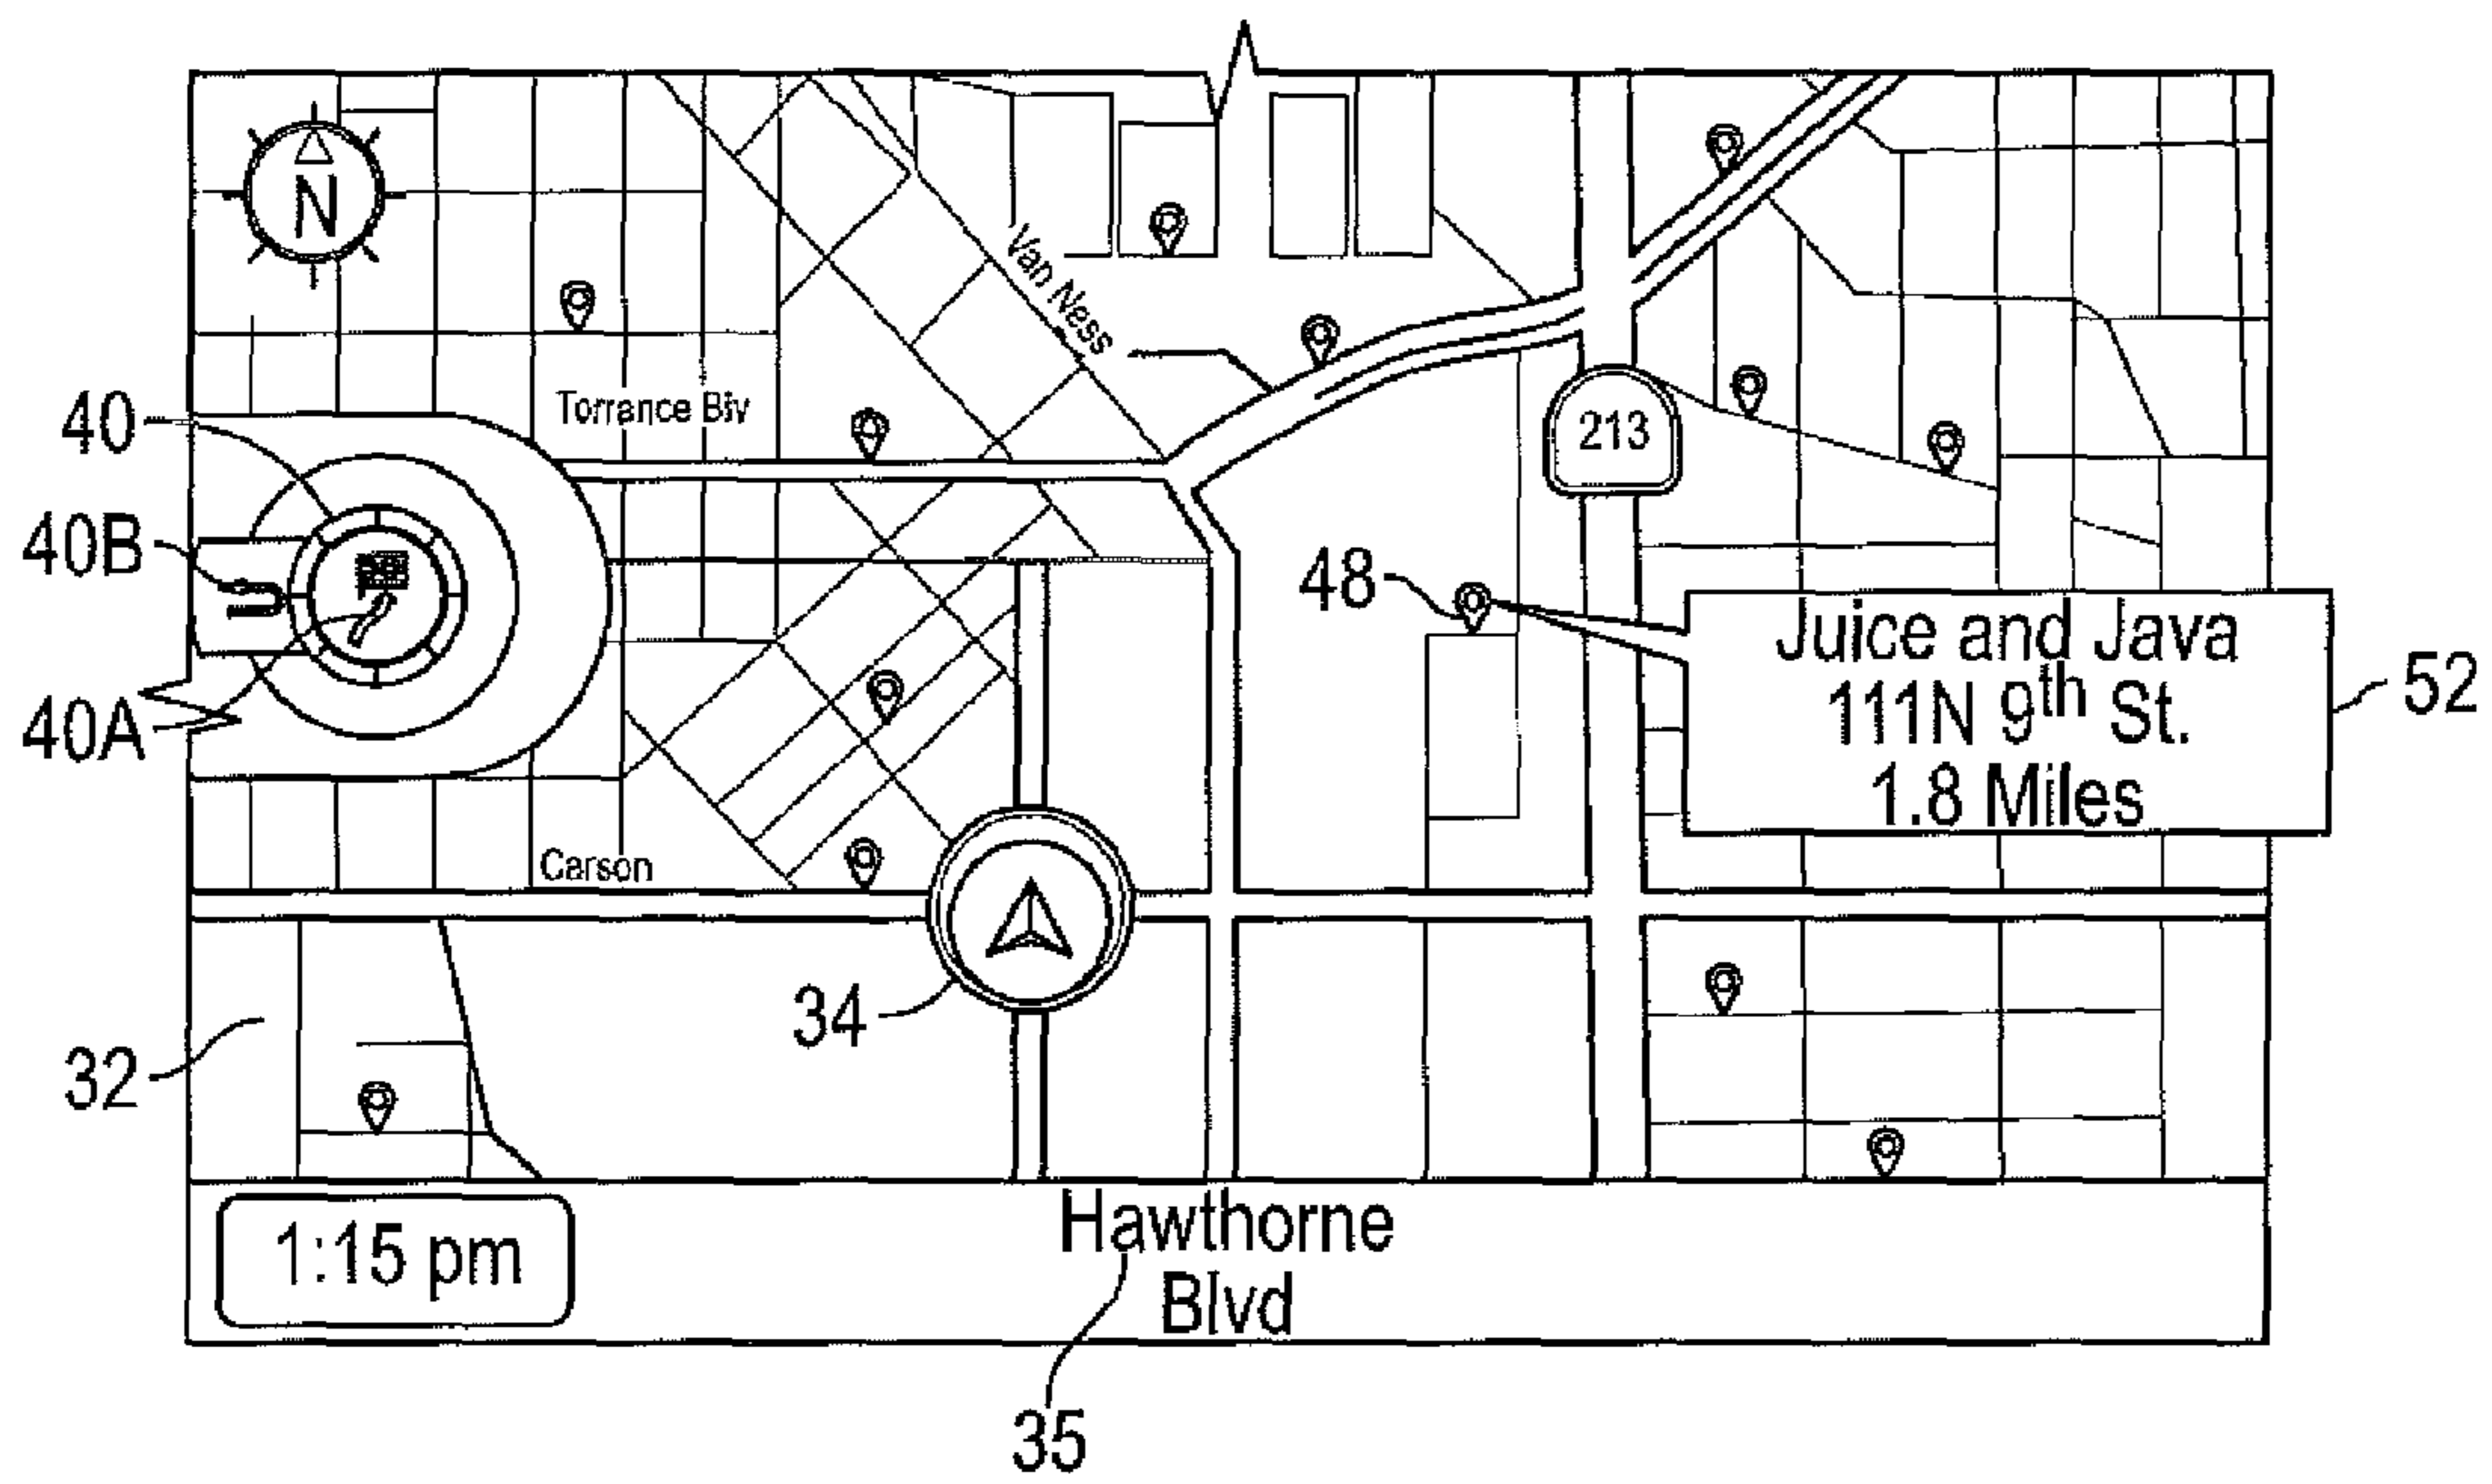 N
Van Ness
40
Torrance Blv
213
40B
48
Juice and Java
111N 9th St.
1.8 Miles
52
40A
Carson
34
32
1:15 pm
Hawthorne
Blvd
35